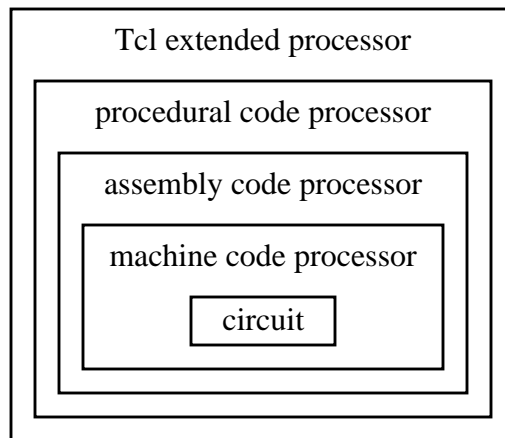 Tcl extended processor
procedural code processor
assembly code processor
machine code processor
circuit